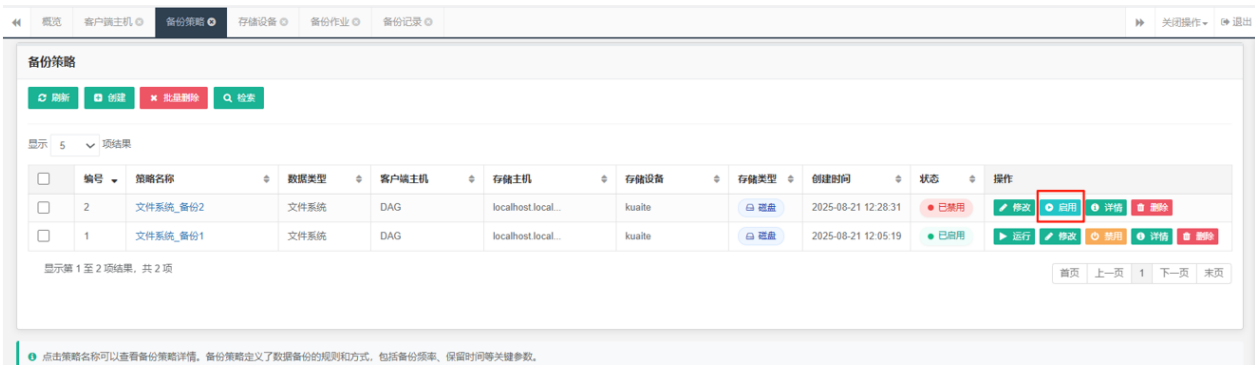 概览 客户端主机 备份策略 存储设备 备份作业 备份记录 关闭操作 退出
备份策略
刷新 创建 批量删除 检索
显示 5 项结果
编号 策略名称 数据类型 客户端主机 存储主机 存储设备 存储类型 创建时间 状态 操作
2 文件系统_备份2 文件系统 DAG localhost.local... kuaite 磁盘 2025-08-21 12:28:31 已禁用 修改 启用 详情 删除
1 文件系统_备份1 文件系统 DAG localhost.local... kuaite 磁盘 2025-08-21 12:05:19 已启用 运行 修改 禁用 详情 删除
显示第 1 至 2 项结果，共 2 项 首页 上一页 1 下一页 末页
点击策略名称可以查看备份策略详情。备份策略定义了数据备份的规则和方式，包括备份频率、保留时间等关键参数。